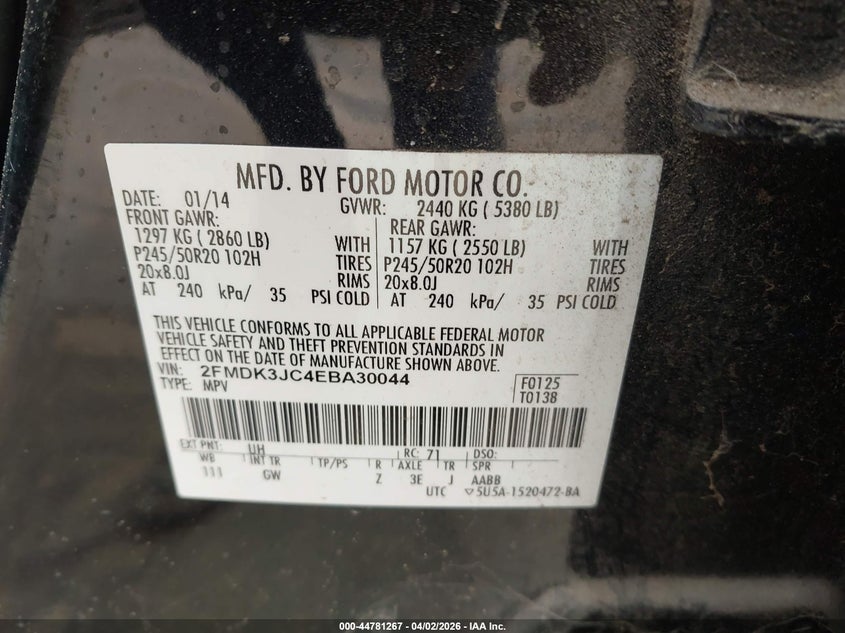 MFD. BY FORD MOTOR CO.
DATE: 01/14 GVWR: 2440 KG ( 5380 LB)
FRONT GAWR: REAR GAWR:
1297 KG ( 2860 LB) WITH 1157 KG ( 2550 LB) WITH
P245/50R20 102H TIRES P245/50R20 102H TIRES
20x8.0J RIMS 20x8.0J RIMS
AT 240 kPa/ 35 PSI COLD AT 240 kPa/ 35 PSI COLD
THIS VEHICLE CONFORMS TO ALL APPLICABLE FEDERAL MOTOR
VEHICLE SAFETY AND THEFT PREVENTION STANDARDS IN
EFFECT ON THE DATE OF MANUFACTURE SHOWN ABOVE.
VIN: 2FMDK3JC4EBA30044
TYPE: MPV
F0125
T0138
EXT PNT: UH RC: 71 DSO:
WB INT TR TP/PS R AXLE TR SPR
111 GW Z 3E J AABB
UTC ▽5U5A-1520472-BA
000-44781267 - 04/02/2026 - IAA Inc.